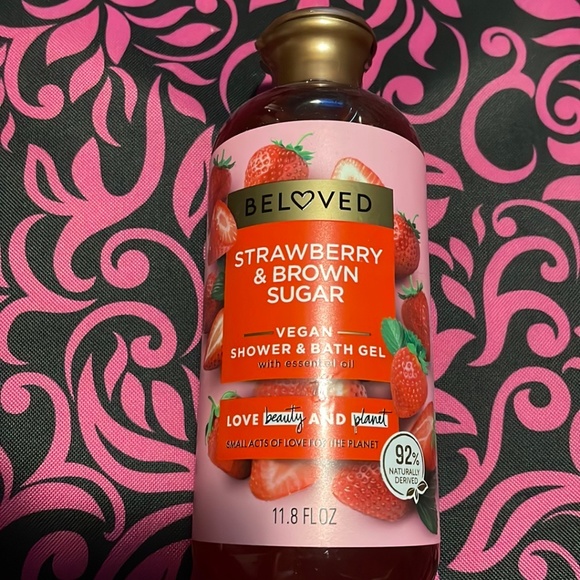 BELOVED
STRAWBERRY
& BROWN
SUGAR
VEGAN
SHOWER & BATH GEL
with essential oil
LOVE beauty AND planet
SMALL ACTS OF LOVE FOR THE PLANET
92%
NATURALLY
DERIVED
11.8 FL OZ